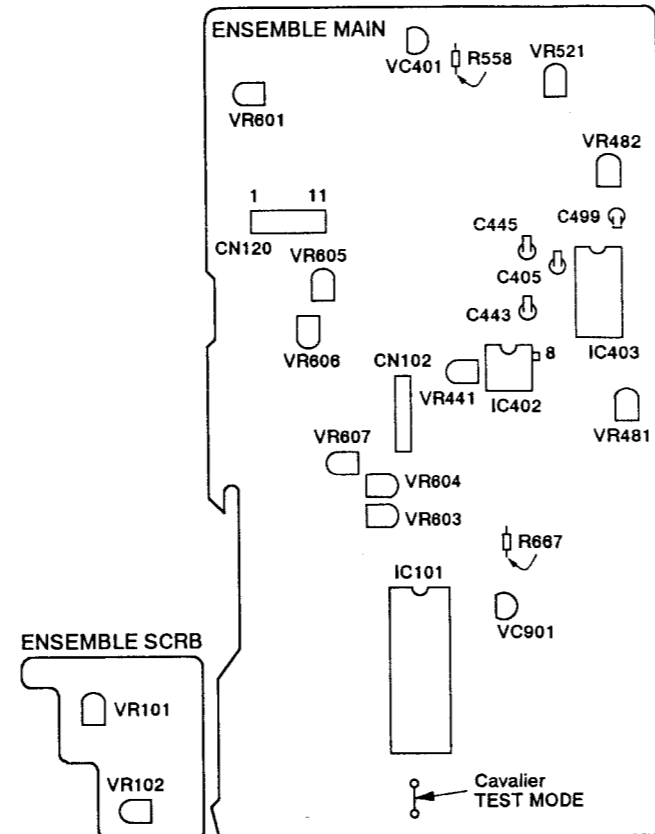 ENSEMBLE MAIN
VC401
R558
VR521
VR601
VR482
1 11
CN120
C499
C445
VR605
C405
C443
VR606
CN102
8
IC403
VR441
IC402
VR481
VR607
VR604
VR603
R667
IC101
VC901
ENSEMBLE SCRB
VR101
VR102
Cavalier
TEST MODE